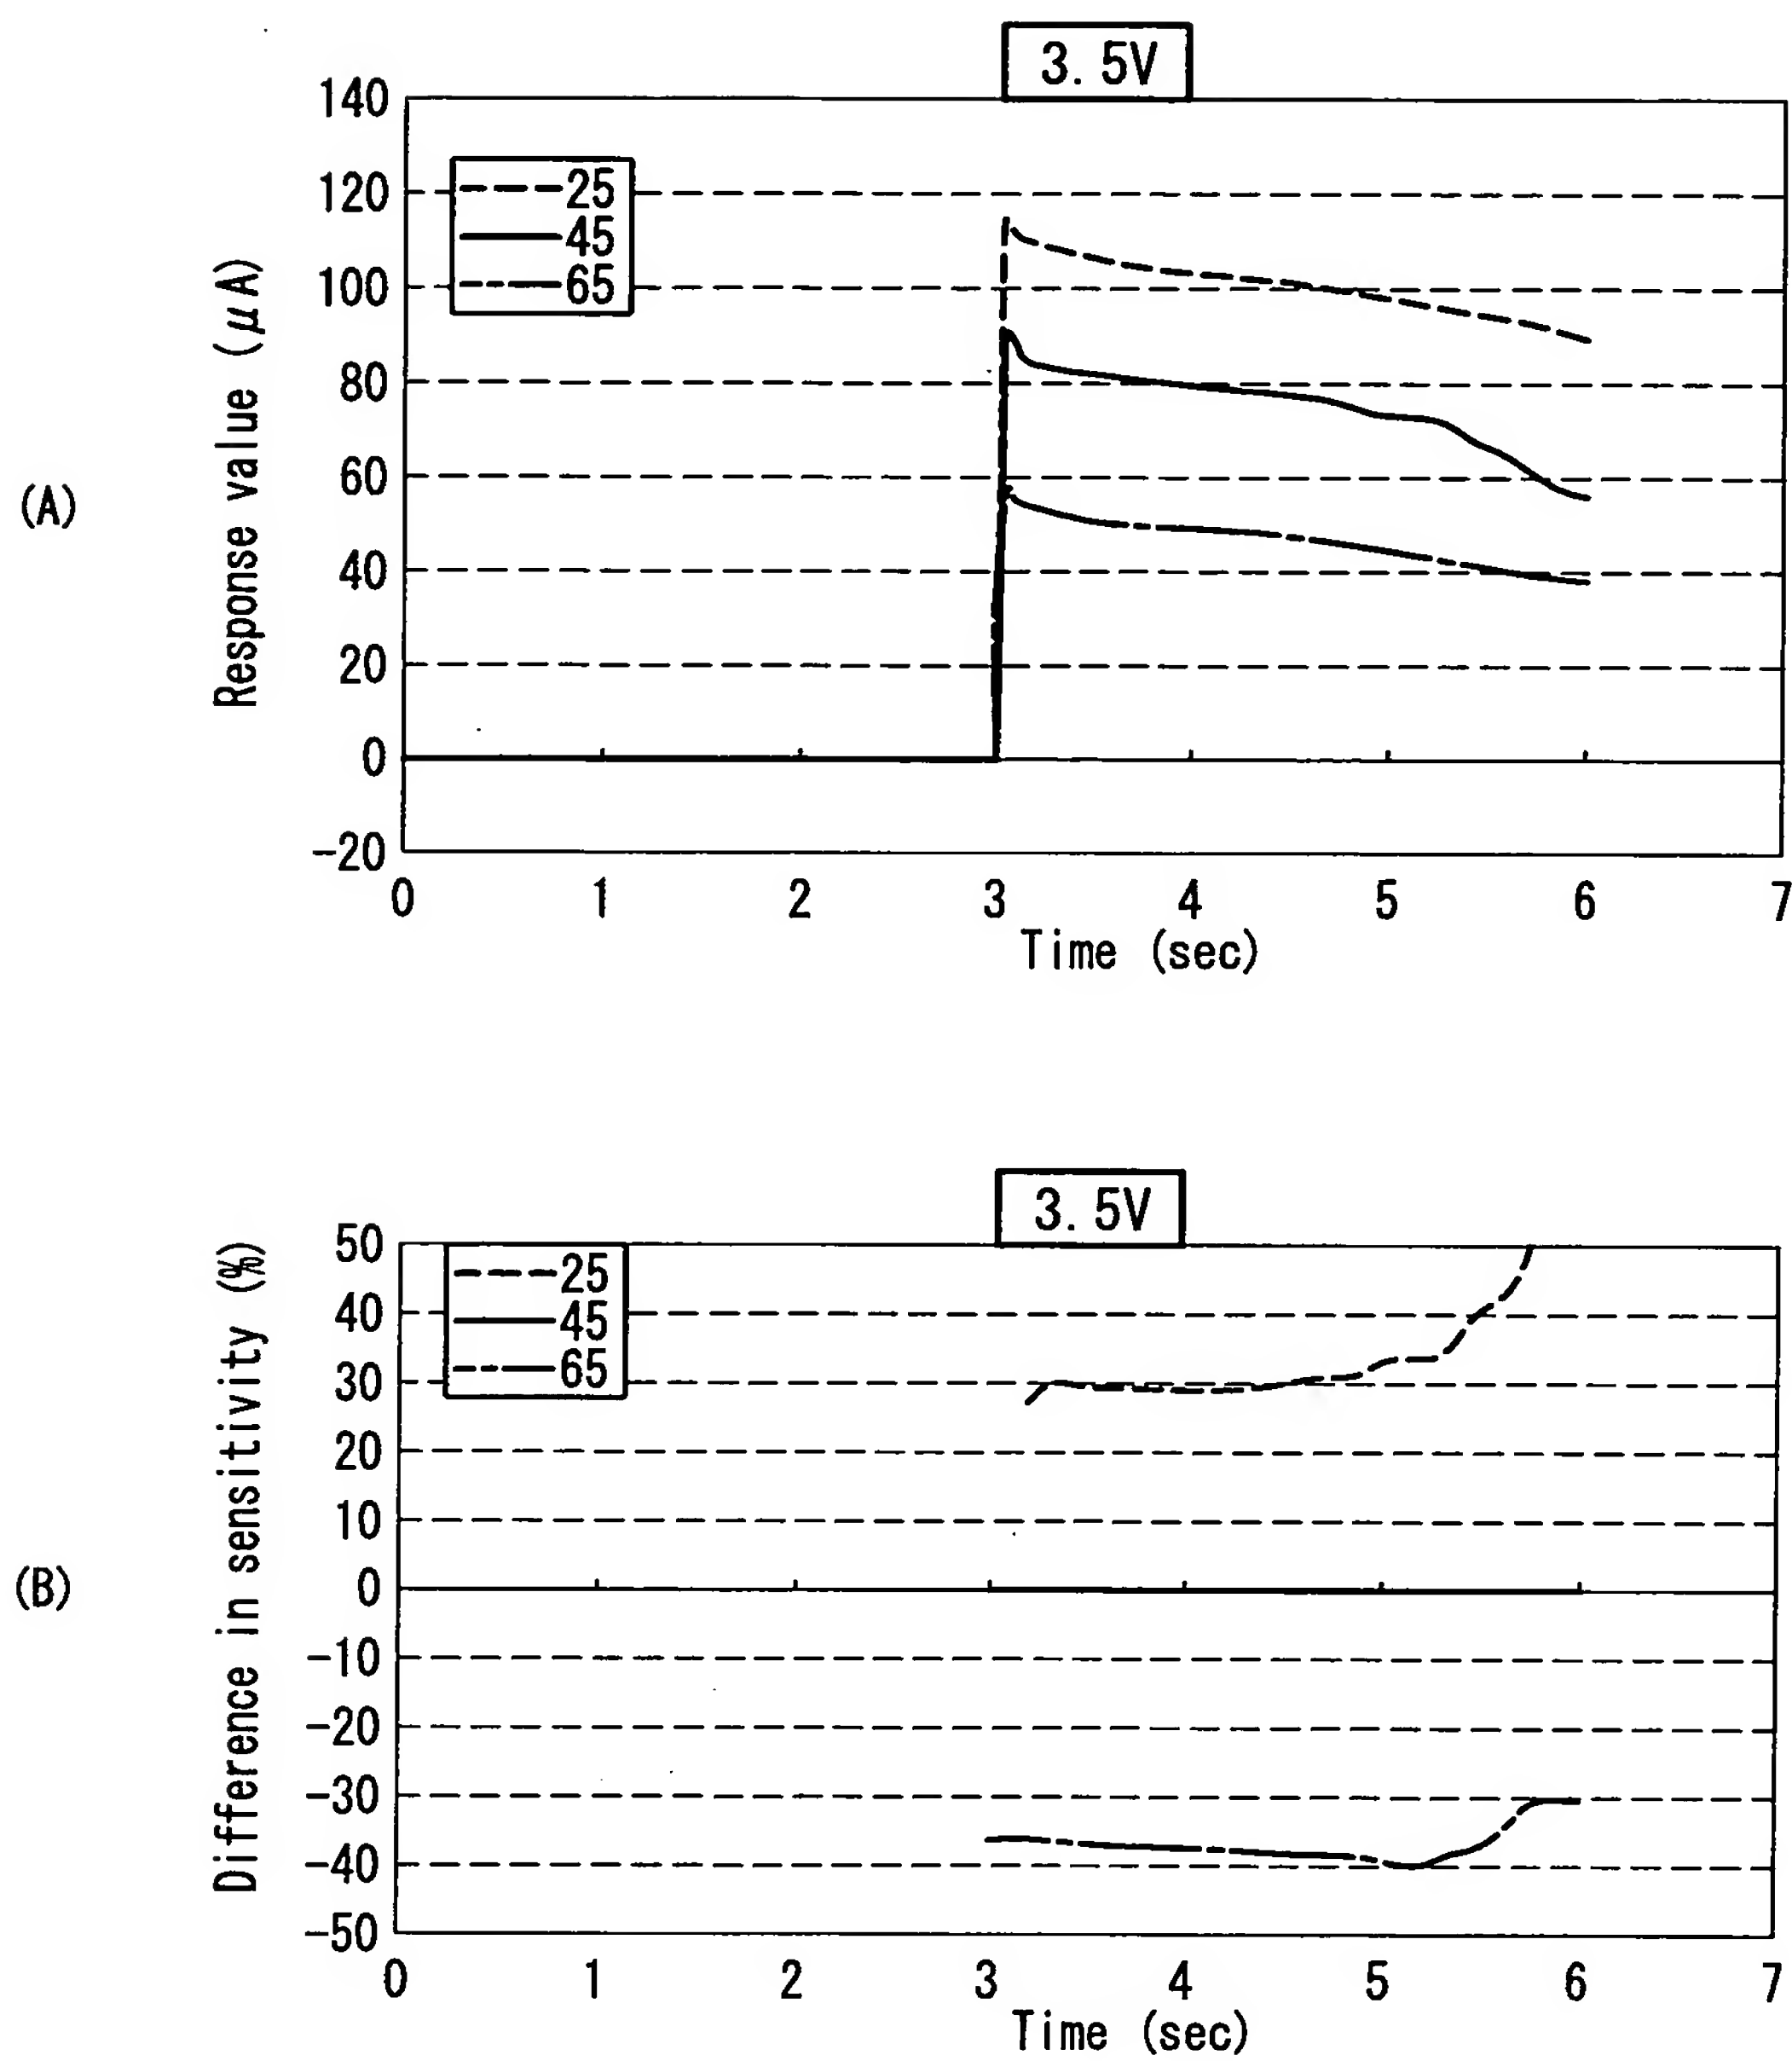 (A)
3.5V
Response value (μA)
140
120
100
80
60
40
20
0
-20
25
45
65
0 1 2 3 4 5 6 7
Time (sec)
(B)
3.5V
Difference in sensitivity (%)
50
40
30
20
10
0
-10
-20
-30
-40
-50
25
45
65
0 1 2 3 4 5 6 7
Time (sec)